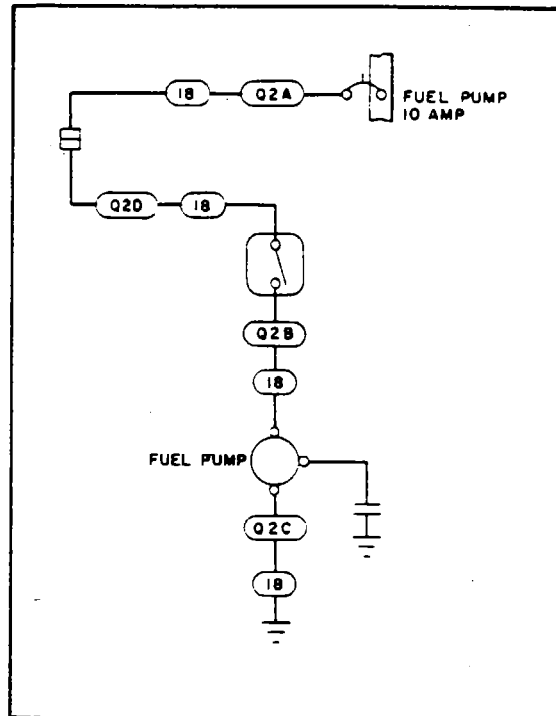 18 Q2A
FUEL PUMP
10 AMP
Q2D 18
Q2B
18
FUEL PUMP
Q2C
18